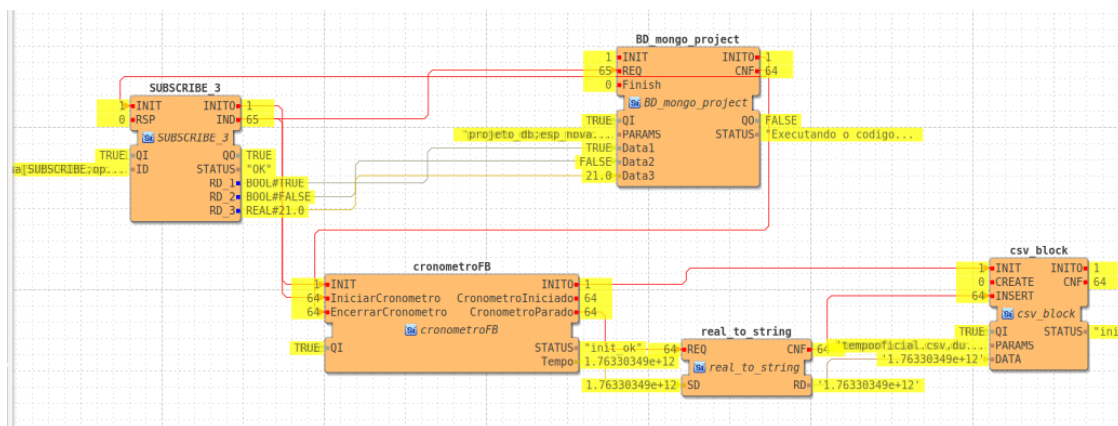 BD_mongo_project
1 INIT INITO 1
65 REQ CNF 64
0 Finish
BD_mongo_project
TRUE QI QO FALSE
"projeto_db;esp_nova... PARAMS STATUS "Executando o codigo...
TRUE Data1
FALSE Data2
21.0 Data3
SUBSCRIBE_3
1 INIT INITO 1
0 RSP IND 65
SUBSCRIBE_3
TRUE QI QO TRUE
a[SUBSCRIBE;op... ID STATUS "OK"
RD_1 BOOL#TRUE
RD_2 BOOL#FALSE
RD_3 REAL#21.0
cronometroFB
1 INIT INITO 1
64 IniciarCronometro CronometroIniciado 64
64 EncerrarCronometro CronometroParado 64
cronometroFB
TRUE QI STATUS "init ok"
Tempo 1.76330349e+12
real_to_string
64 REQ CNF 64
real_to_string
1.76330349e+12 SD RD '1.76330349e+12'
csv_block
1 INIT INITO 1
0 CREATE CNF 64
64 INSERT
csv_block
TRUE QI STATUS "ini
'tempooficial.csv,du... PARAMS
'1.76330349e+12' DATA